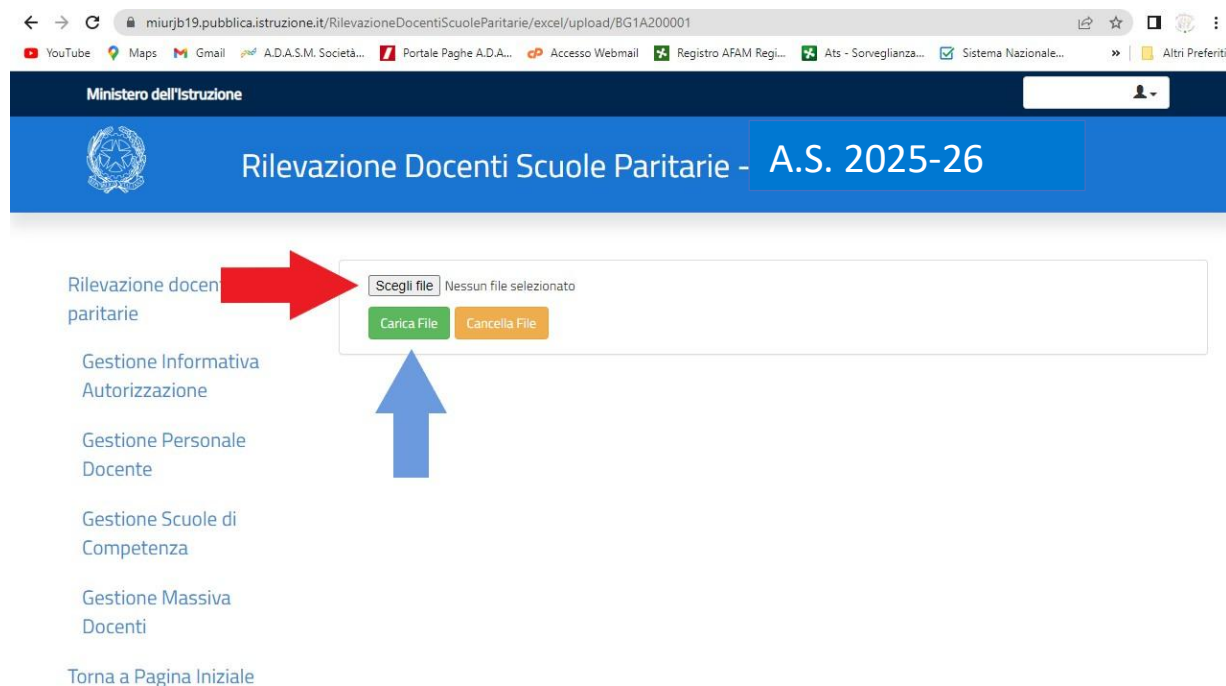 miurjb19.pubblica.istruzione.it/RilevazioneDocentiScuoleParitarie/excel/upload/BG1A200001
YouTube Maps Gmail A.D.A.S.M. Società... Portale Paghe A.D.A... Accesso Webmail Registro AFAM Regi... Ats - Sorveglianza... Sistema Nazionale... » Altri Preferiti
Ministero dell'Istruzione
Rilevazione Docenti Scuole Paritarie - A.S. 2025-26
Rilevazione docen
paritarie
Scegli file Nessun file selezionato
Carica File Cancella File
Gestione Informativa
Autorizzazione
Gestione Personale
Docente
Gestione Scuole di
Competenza
Gestione Massiva
Docenti
Torna a Pagina Iniziale